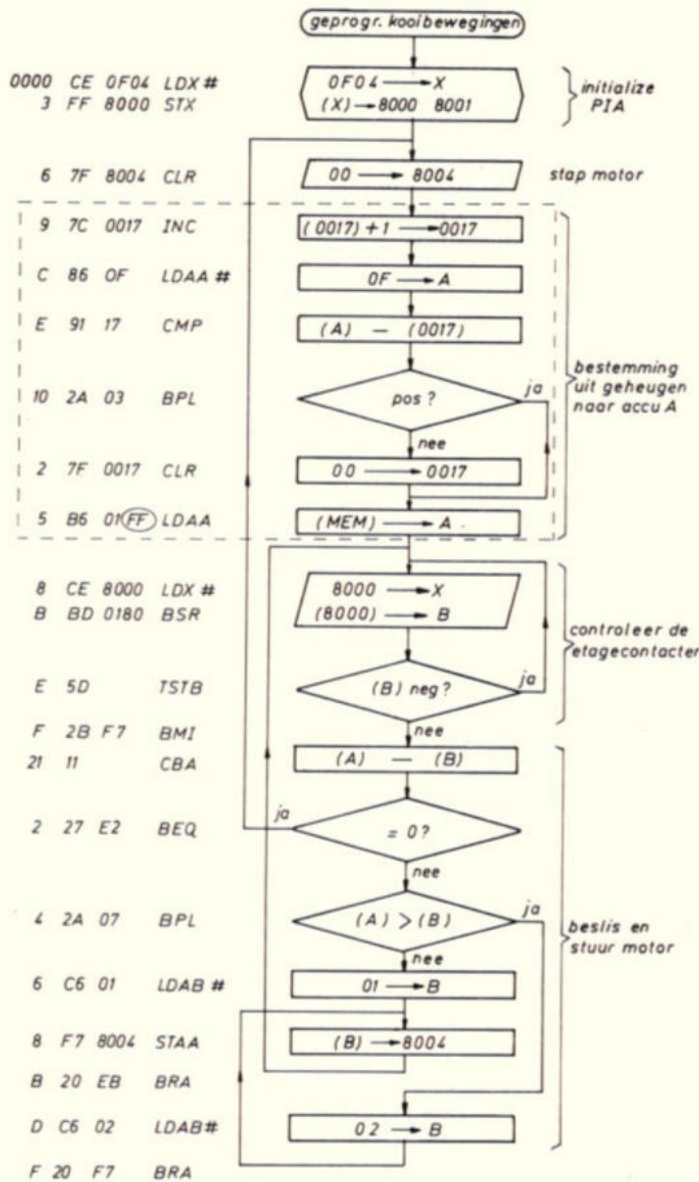 geprogr. kooibewegingen
0000 CE 0F04 LDX # 0F04 → X initialize
3 FF 8000 STX (X) → 8000 8001 PIA
6 7F 8004 CLR 00 → 8004 stap motor
9 7C 0017 INC (0017) + 1 → 0017
C 86 0F LDAA # 0F → A
E 91 17 CMP (A) — (0017)
bestemming
uit geheugen
naar accu A
10 2A 03 BPL pos ? ja
nee
2 7F 0017 CLR 00 → 0017
5 B6 01 FF LDAA (MEM) → A
8 CE 8000 LDX # 8000 → X
B BD 0180 BSR (8000) → B
controleer de
etagecontacten
E 5D TSTB (B) neg ? ja
F 2B F7 BMI nee
21 11 CBA (A) — (B)
2 27 E2 BEQ ja = 0 ?
nee
4 2A 07 BPL (A) > (B) ja
beslis en
stuur motor
nee
6 C6 01 LDAB # 01 → B
8 F7 8004 STAA (B) → 8004
B 20 EB BRA
D C6 02 LDAB# 02 → B
F 20 F7 BRA